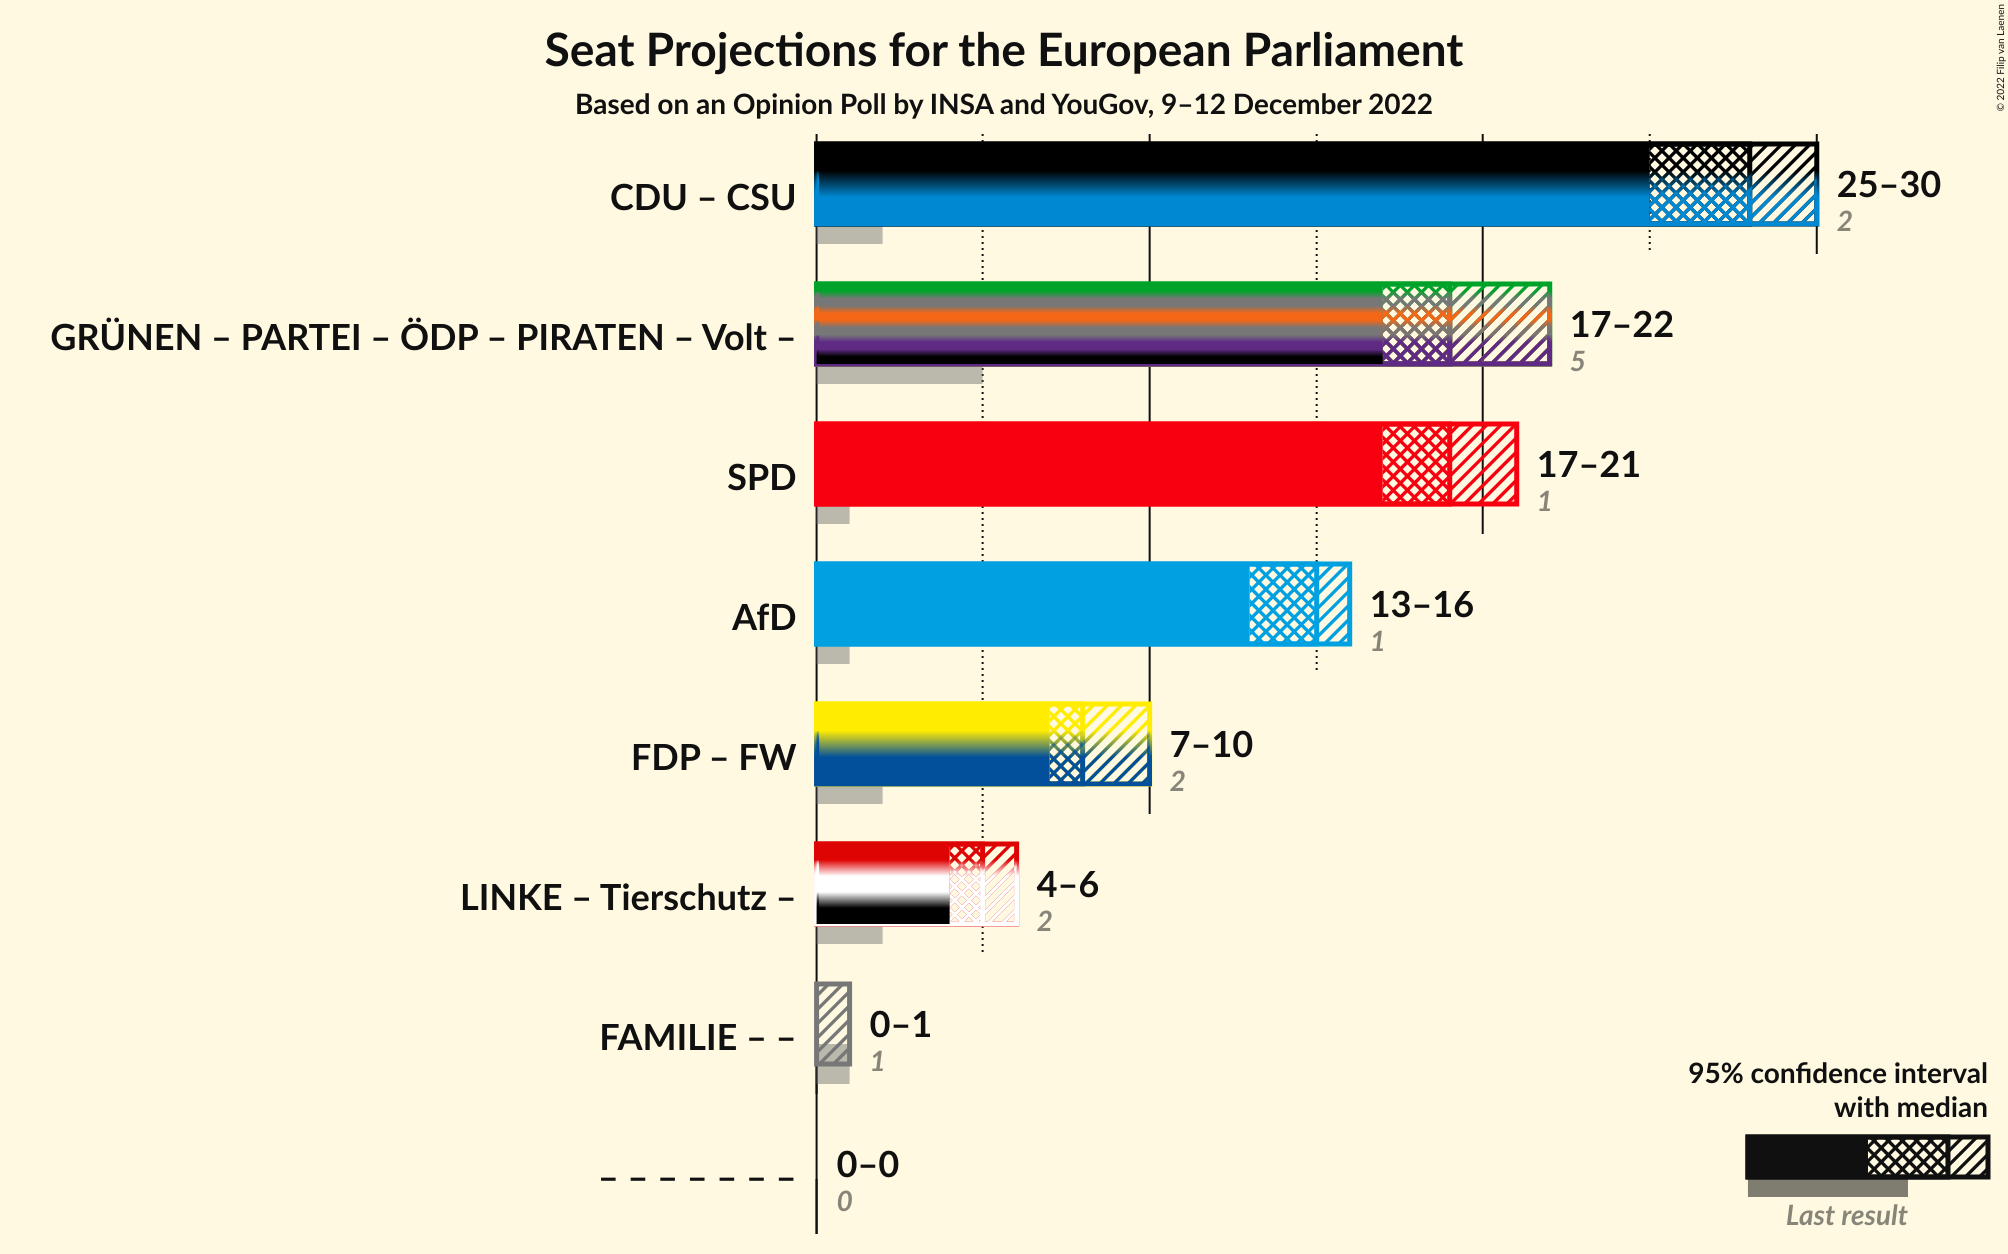 Seat Projections for the European Parliament
Based on an Opinion Poll by INSA and YouGov, 9–12 December 2022
© 2022 Filip van Laenen
CDU – CSU
25–30
2
GRÜNEN – PARTEI – ÖDP – PIRATEN – Volt –
17–22
5
SPD
17–21
1
AfD
13–16
1
FDP – FW
7–10
2
LINKE – Tierschutz –
4–6
2
FAMILIE – –
0–1
1
– – – – – – –
0–0
0
95% confidence interval
with median
Last result